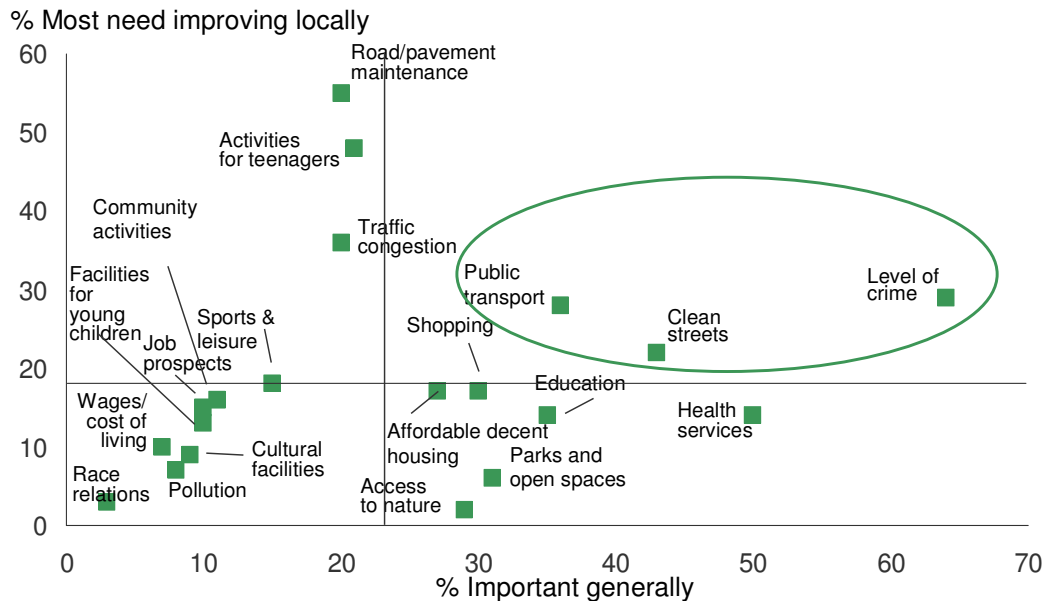 % Most need improving locally
60
50
40
30
20
10
0
Road/pavement
maintenance
Activities
for teenagers
Community
activities
Traffic
congestion
Facilities
for
young
children
Public
transport
Level of
crime
Sports &
leisure
Shopping
Clean
streets
Job
prospects
Education
Wages/
cost of
living
Affordable decent
housing
Health
services
Cultural
facilities
Parks and
open spaces
Race
relations
Pollution
Access
to nature
0 10 20 30 40 50 60 70
% Important generally